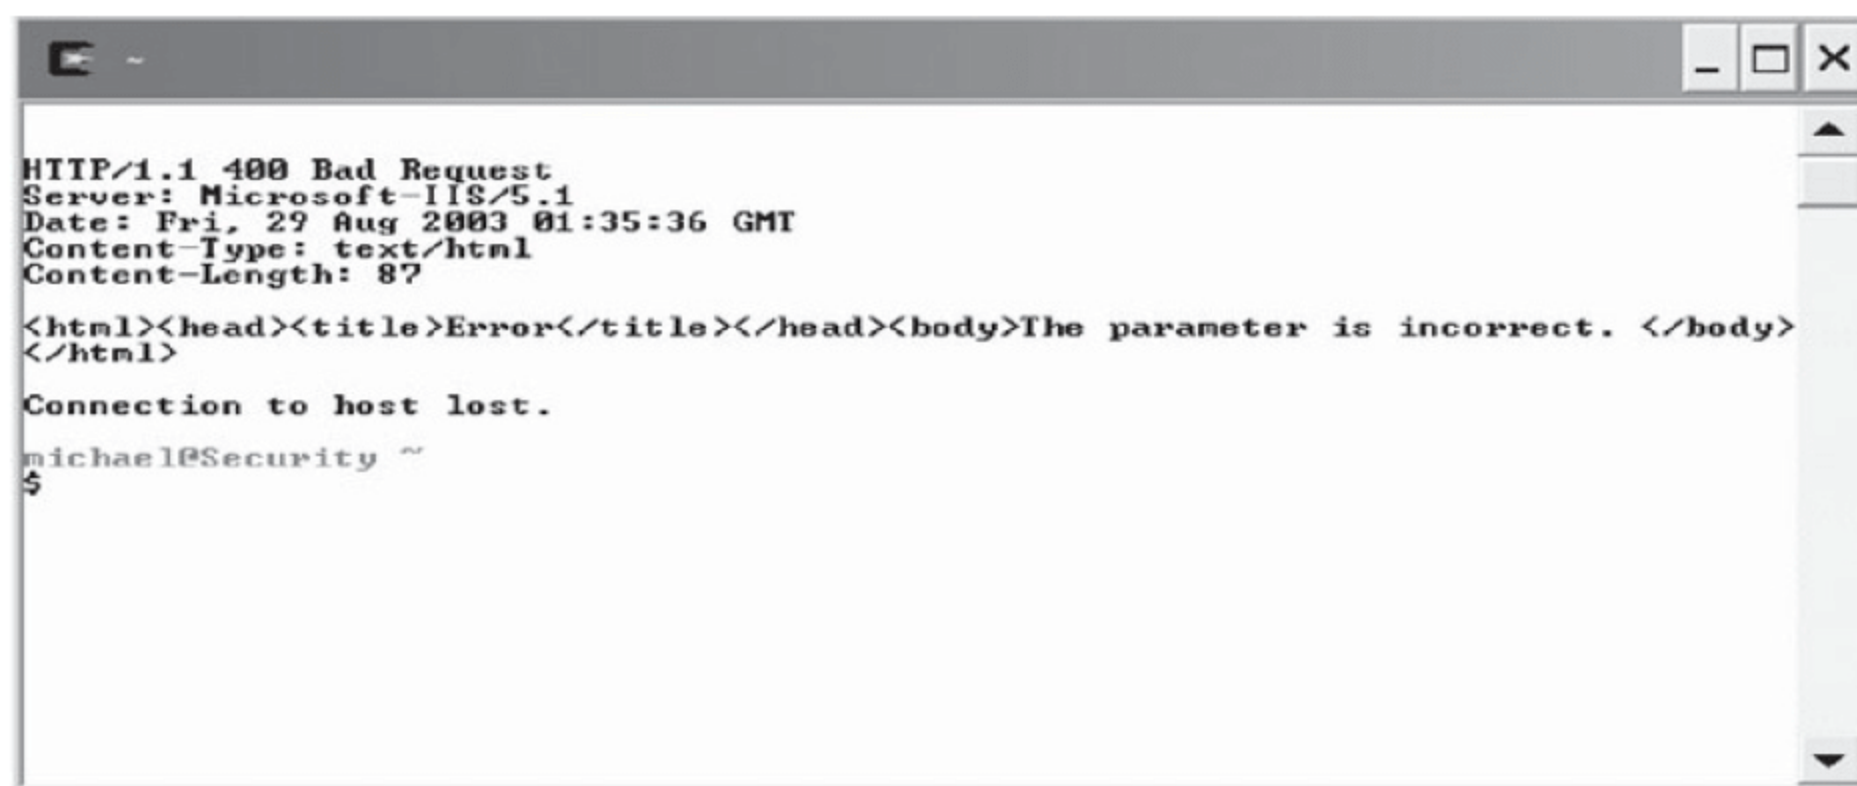 ~
HTTP/1.1 400 Bad Request
Server: Microsoft-IIS/5.1
Date: Fri, 29 Aug 2003 01:35:36 GMT
Content-Type: text/html
Content-Length: 87
<html><head><title>Error</title></head><body>The parameter is incorrect. </body>
</html>
Connection to host lost.
michael@Security ~
$